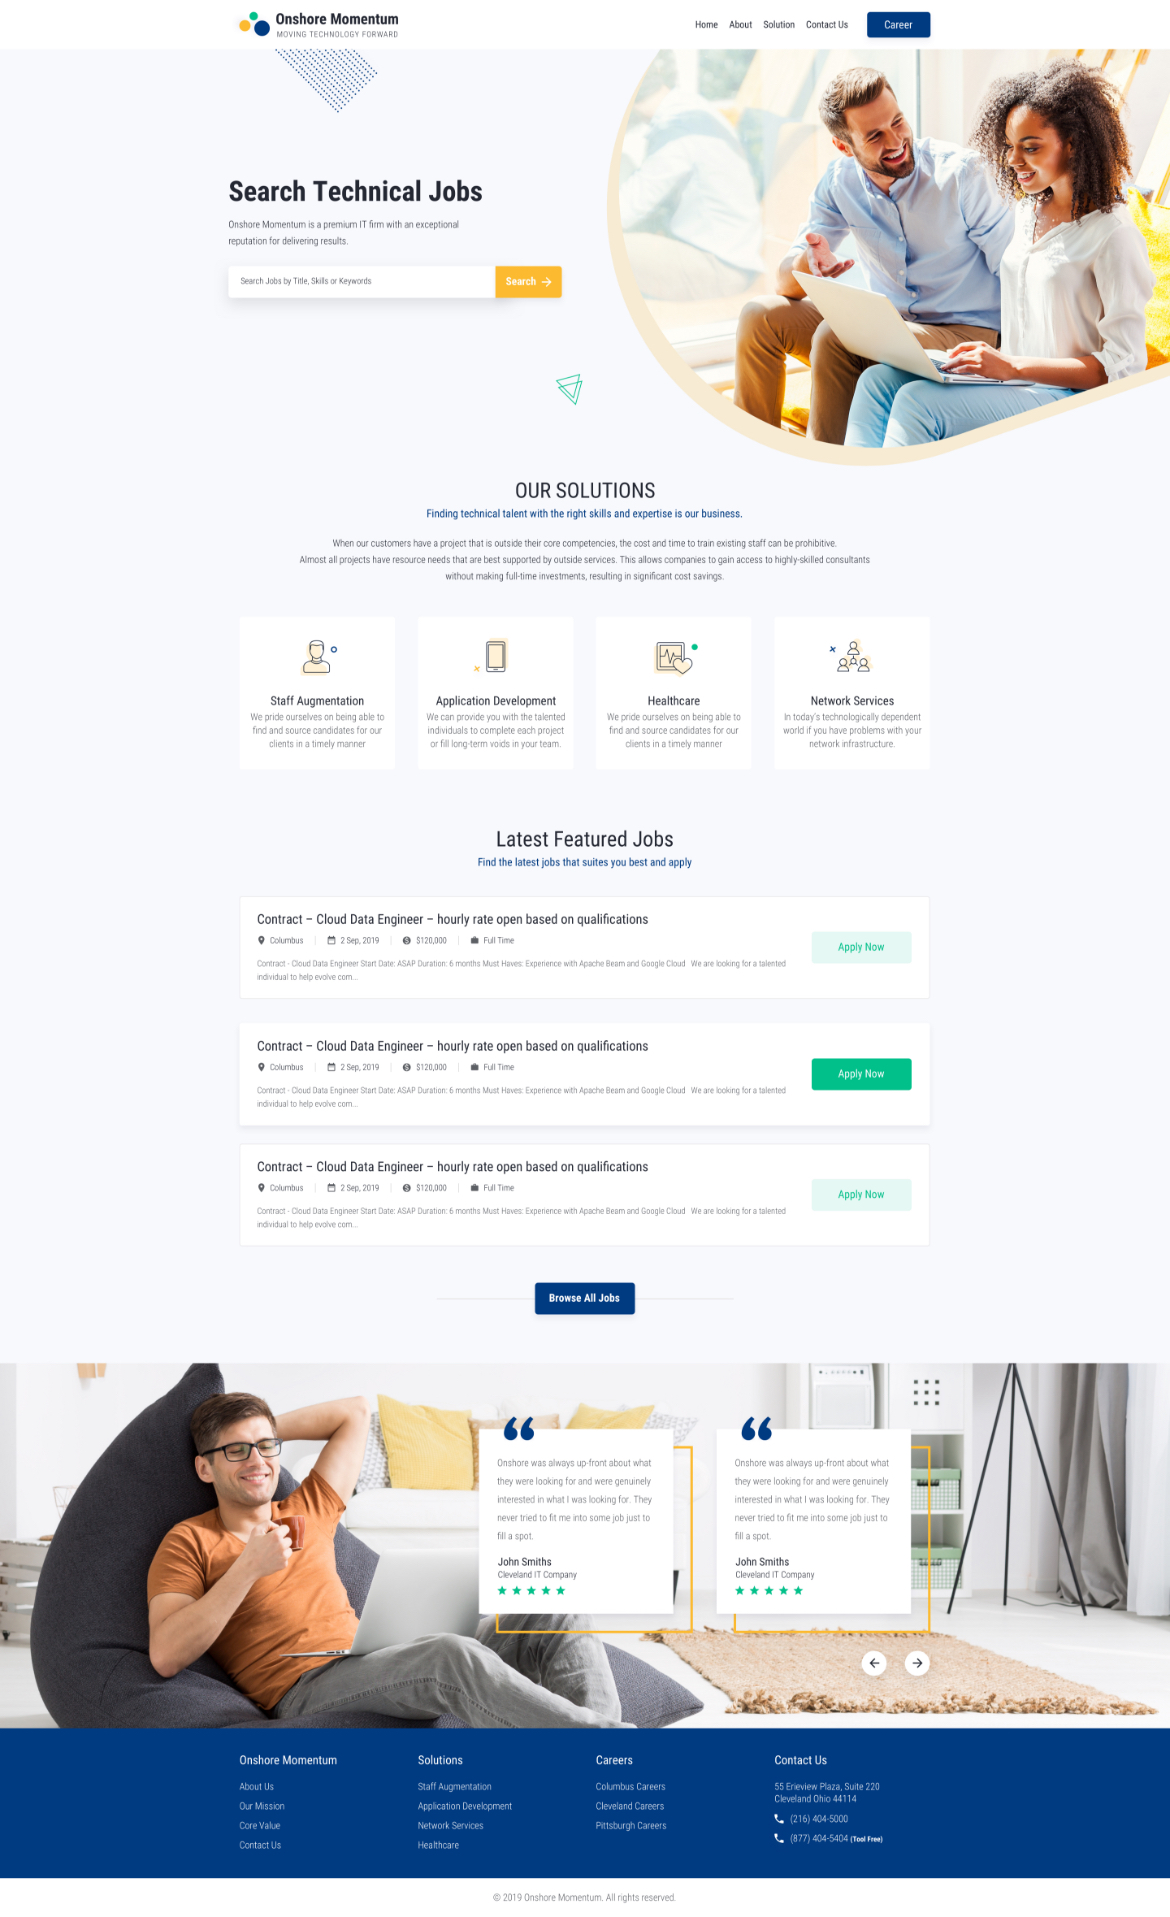 Onshore Momentum
MOVING TECHNOLOGY FORWARD
Home About Solution Contact Us Career
Search Technical Jobs
Onshore Momentum is a premium IT firm with an exceptional
reputation for delivering results.
Search Jobs by Title, Skills or Keywords
Search
OUR SOLUTIONS
Finding technical talent with the right skills and expertise is our business.
When our customers have a project that is outside their core competencies, the cost and time to train existing staff can be prohibitive.
Almost all projects have resource needs that are best supported by outside services. This allows companies to gain access to highly-skilled consultants
without making full-time investments, resulting in significant cost savings.
Staff Augmentation
We pride ourselves on being able to
find and source candidates for our
clients in a timely manner
Application Development
We can provide you with the talented
individuals to complete each project
or fill long-term voids in your team.
Healthcare
We pride ourselves on being able to
find and source candidates for our
clients in a timely manner
Network Services
In today's technologically dependent
world if you have problems with your
network infrastructure.
Latest Featured Jobs
Find the latest jobs that suites you best and apply
Contract – Cloud Data Engineer – hourly rate open based on qualifications
Columbus 2 Sep, 2019 $120,000 Full Time
Contract - Cloud Data Engineer Start Date: ASAP Duration: 6 months Must Haves: Experience with Apache Beam and Google Cloud We are looking for a talented
individual to help evolve com...
Apply Now
Contract – Cloud Data Engineer – hourly rate open based on qualifications
Columbus 2 Sep, 2019 $120,000 Full Time
Contract - Cloud Data Engineer Start Date: ASAP Duration: 6 months Must Haves: Experience with Apache Beam and Google Cloud We are looking for a talented
individual to help evolve com...
Apply Now
Contract – Cloud Data Engineer – hourly rate open based on qualifications
Columbus 2 Sep, 2019 $120,000 Full Time
Contract - Cloud Data Engineer Start Date: ASAP Duration: 6 months Must Haves: Experience with Apache Beam and Google Cloud We are looking for a talented
individual to help evolve com...
Apply Now
Browse All Jobs
Onshore was always up-front about what
they were looking for and were genuinely
interested in what I was looking for. They
never tried to fit me into some job just to
fill a spot.
John Smiths
Cleveland IT Company
Onshore was always up-front about what
they were looking for and were genuinely
interested in what I was looking for. They
never tried to fit me into some job just to
fill a spot.
John Smiths
Cleveland IT Company
Onshore Momentum
About Us
Our Mission
Core Value
Contact Us
Solutions
Staff Augmentation
Application Development
Network Services
Healthcare
Careers
Columbus Careers
Cleveland Careers
Pittsburgh Careers
Contact Us
55 Erieview Plaza, Suite 220
Cleveland Ohio 44114
(216) 404-5000
(877) 404-5404 (Tool Free)
© 2019 Onshore Momentum. All rights reserved.